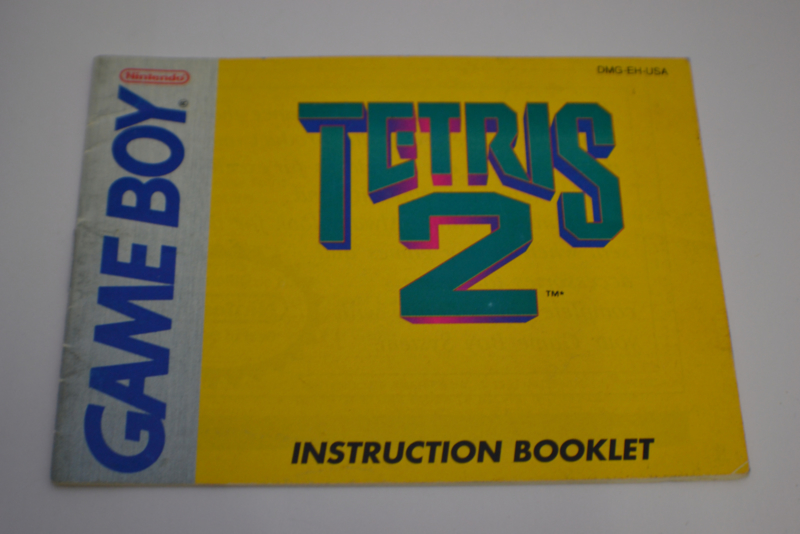 Nintendo®
GAME BOY
DMG-EH-USA
TETRIS
2
TM•
INSTRUCTION BOOKLET